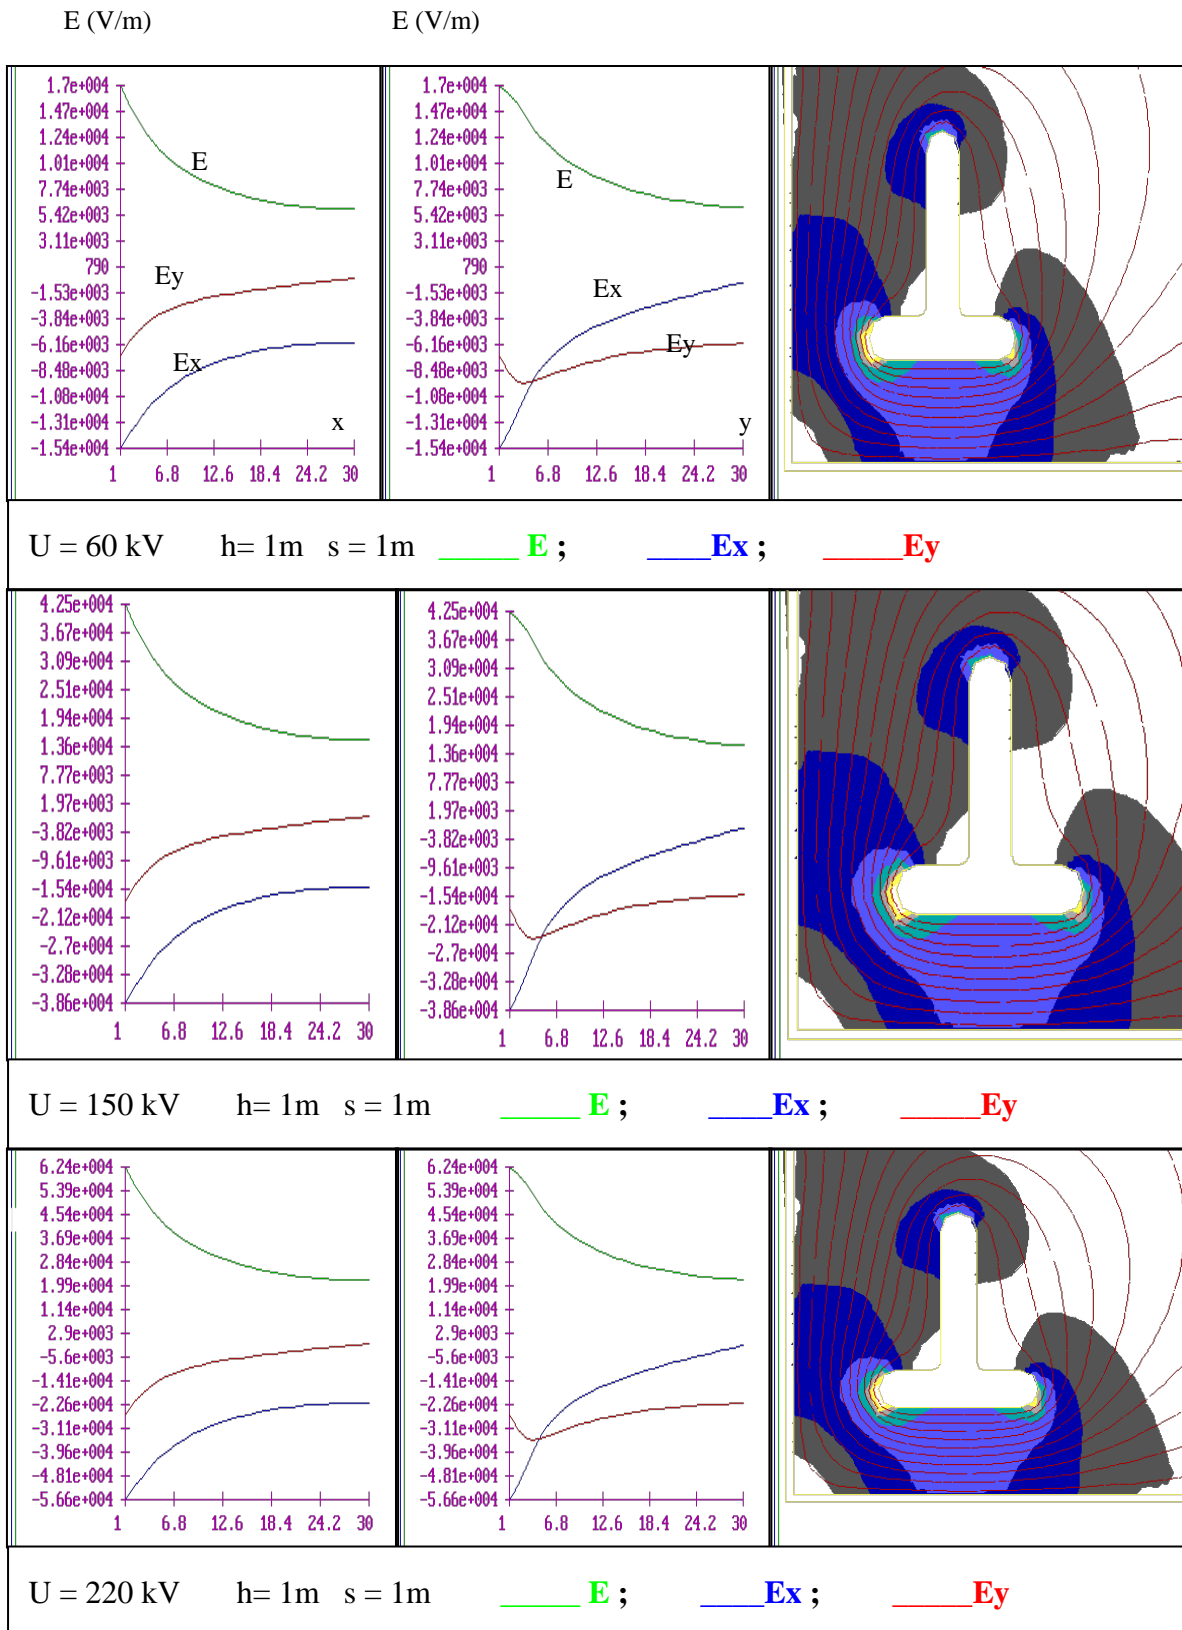 E (V/m) E (V/m)
1.7e+004 1.7e+004
1.47e+004 1.47e+004
1.24e+004 1.24e+004
1.01e+004 1.01e+004
E E
7.74e+003 7.74e+003
5.42e+003 5.42e+003
3.11e+003 3.11e+003
790 790
Ey Ex
-1.53e+003 -1.53e+003
-3.84e+003 -3.84e+003
-6.16e+003 -6.16e+003
Ex Ey
-8.48e+003 -8.48e+003
-1.08e+004 -1.08e+004
-1.31e+004 -1.31e+004
x y
-1.54e+004 -1.54e+004
1 6.8 12.6 18.4 24.2 30 1 6.8 12.6 18.4 24.2 30
U = 60 kV h= 1m s = 1m _____ E ; ____Ex ; _____Ey
4.25e+004 4.25e+004
3.67e+004 3.67e+004
3.09e+004 3.09e+004
2.51e+004 2.51e+004
1.94e+004 1.94e+004
1.36e+004 1.36e+004
7.77e+003 7.77e+003
1.97e+003 1.97e+003
-3.82e+003 -3.82e+003
-9.61e+003 -9.61e+003
-1.54e+004 -1.54e+004
-2.12e+004 -2.12e+004
-2.7e+004 -2.7e+004
-3.28e+004 -3.28e+004
-3.86e+004 -3.86e+004
1 6.8 12.6 18.4 24.2 30 1 6.8 12.6 18.4 24.2 30
U = 150 kV h= 1m s = 1m _____ E ; ____Ex ; _____Ey
6.24e+004 6.24e+004
5.39e+004 5.39e+004
4.54e+004 4.54e+004
3.69e+004 3.69e+004
2.84e+004 2.84e+004
1.99e+004 1.99e+004
1.14e+004 1.14e+004
2.9e+003 2.9e+003
-5.6e+003 -5.6e+003
-1.41e+004 -1.41e+004
-2.26e+004 -2.26e+004
-3.11e+004 -3.11e+004
-3.96e+004 -3.96e+004
-4.81e+004 -4.81e+004
-5.66e+004 -5.66e+004
1 6.8 12.6 18.4 24.2 30 1 6.8 12.6 18.4 24.2 30
U = 220 kV h= 1m s = 1m _____ E ; ____Ex ; _____Ey